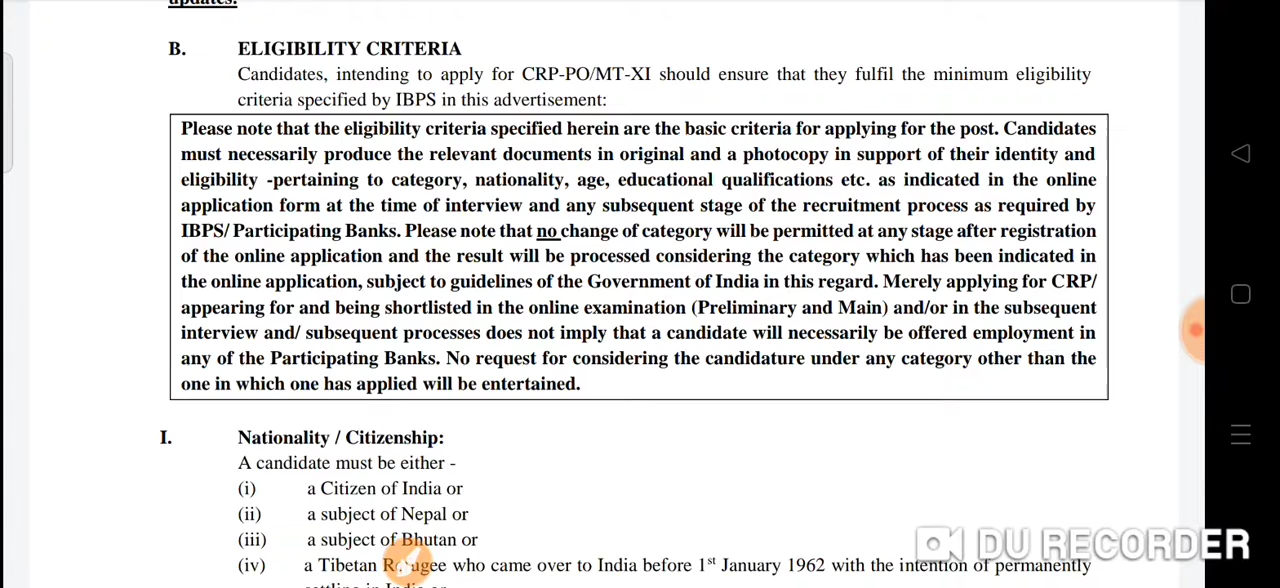 updates.
B. ELIGIBILITY CRITERIA
Candidates, intending to apply for CRP-PO/MT-XI should ensure that they fulfil the minimum eligibility
criteria specified by IBPS in this advertisement:
Please note that the eligibility criteria specified herein are the basic criteria for applying for the post. Candidates
must necessarily produce the relevant documents in original and a photocopy in support of their identity and
eligibility -pertaining to category, nationality, age, educational qualifications etc. as indicated in the online
application form at the time of interview and any subsequent stage of the recruitment process as required by
IBPS/ Participating Banks. Please note that no change of category will be permitted at any stage after registration
of the online application and the result will be processed considering the category which has been indicated in
the online application, subject to guidelines of the Government of India in this regard. Merely applying for CRP/
appearing for and being shortlisted in the online examination (Preliminary and Main) and/or in the subsequent
interview and/ subsequent processes does not imply that a candidate will necessarily be offered employment in
any of the Participating Banks. No request for considering the candidature under any category other than the
one in which one has applied will be entertained.
I. Nationality / Citizenship:
A candidate must be either -
(i) a Citizen of India or
(ii) a subject of Nepal or
(iii) a subject of Bhutan or
(iv) a Tibetan Refugee who came over to India before 1st January 1962 with the intention of permanently
DU RECORDER